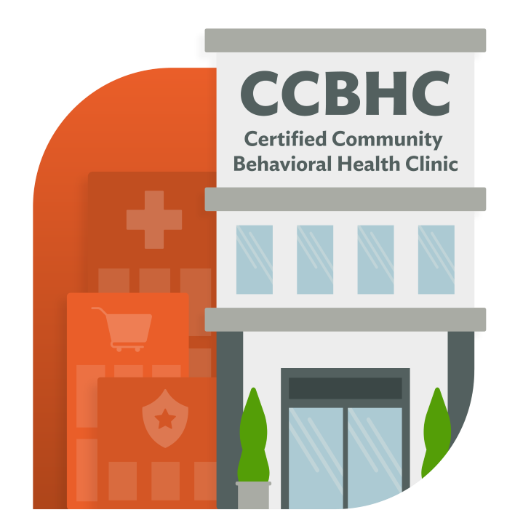 CCBHC
Certified Community
Behavioral Health Clinic